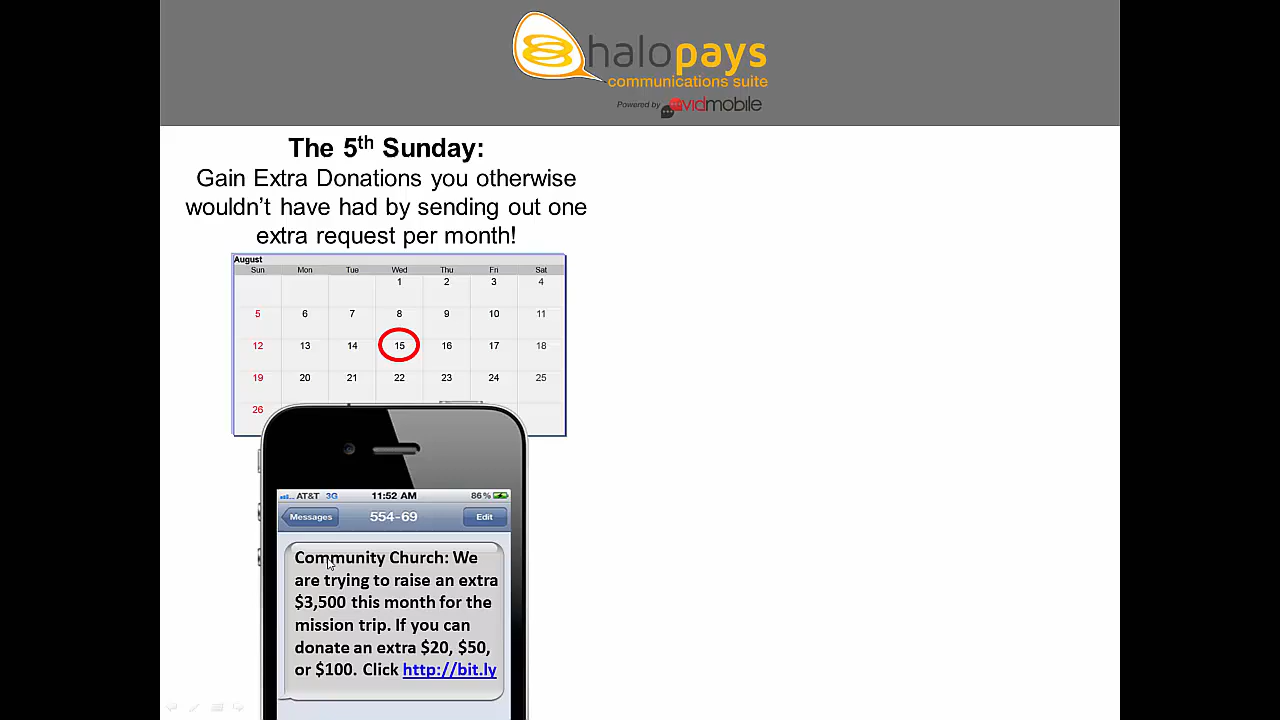 halopays
communications suite
Powered by avidmobile
The 5th Sunday:
Gain Extra Donations you otherwise
wouldn't have had by sending out one
extra request per month!
August
Sun Mon Tue Wed Thu Fri Sat
1 2 3 4
5 6 7 8 9 10 11
12 13 14 15 16 17 18
19 20 21 22 23 24 25
26
AT&T 3G 11:52 AM 86%
Messages 554-69 Edit
Community Church: We
are trying to raise an extra
$3,500 this month for the
mission trip. If you can
donate an extra $20, $50,
or $100. Click http://bit.ly